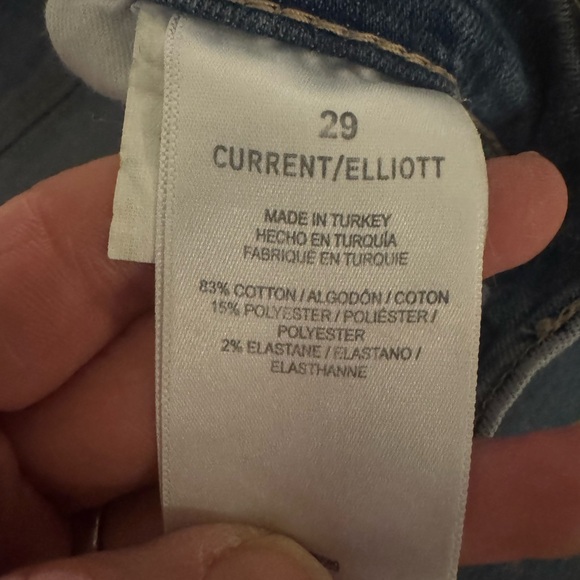 29
CURRENT/ELLIOTT
MADE IN TURKEY
HECHO EN TURQUÍA
FABRIQUÉ EN TURQUIE
83% COTTON / ALGODÓN / COTON
15% POLYESTER / POLIÉSTER /
POLYESTER
2% ELASTANE / ELASTANO /
ELASTHANNE